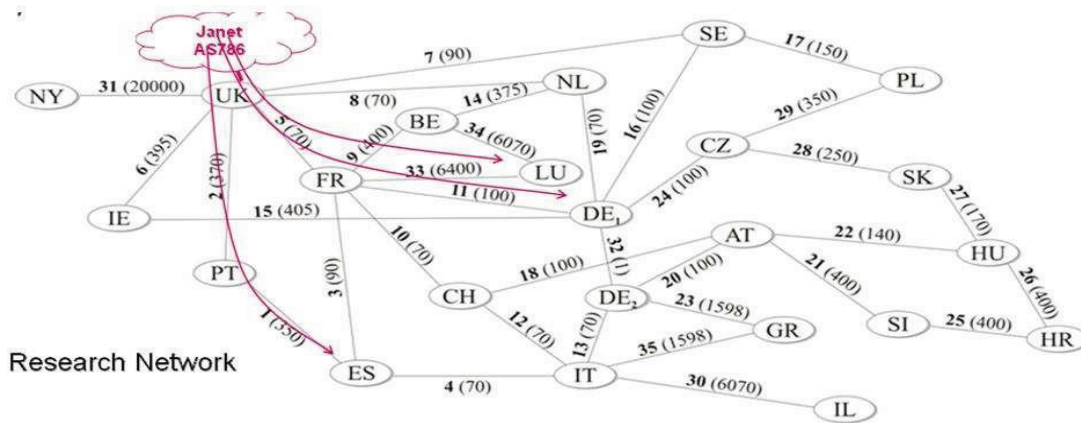 Janet
AS786
SE
17 (150)
7 (90)
NY
31 (20000)
UK
8 (70)
14 (375)
NL
PL
29 (350)
BE
16 (100)
5 (70)
9 (400)
34 (6070)
19 (70)
CZ
28 (250)
6 (395)
2 (370)
FR
33 (6400)
LU
SK
24 (100)
27 (170)
11 (100)
IE
15 (405)
DE1
AT
22 (140)
HU
10 (70)
32 (1)
18 (100)
20 (100)
21 (400)
26 (400)
PT
3 (90)
CH
DE2
23 (1598)
GR
SI
25 (400)
HR
12 (70)
13 (70)
35 (1598)
1 (350)
Research Network
ES
4 (70)
IT
30 (6070)
IL